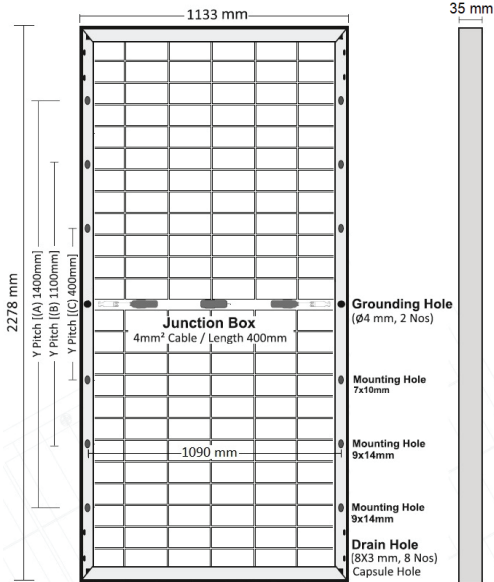 1133 mm
35 mm
2278 mm
Y Pitch [(A) 1400mm]
Y Pitch [(B) 1100mm]
Y Pitch [(C) 400mm]
Junction Box
4mm² Cable / Length 400mm
Grounding Hole
(Ø4 mm, 2 Nos)
Mounting Hole
7x10mm
Mounting Hole
9x14mm
1090 mm
Mounting Hole
9x14mm
Drain Hole
(8X3 mm, 8 Nos)
Capsule Hole